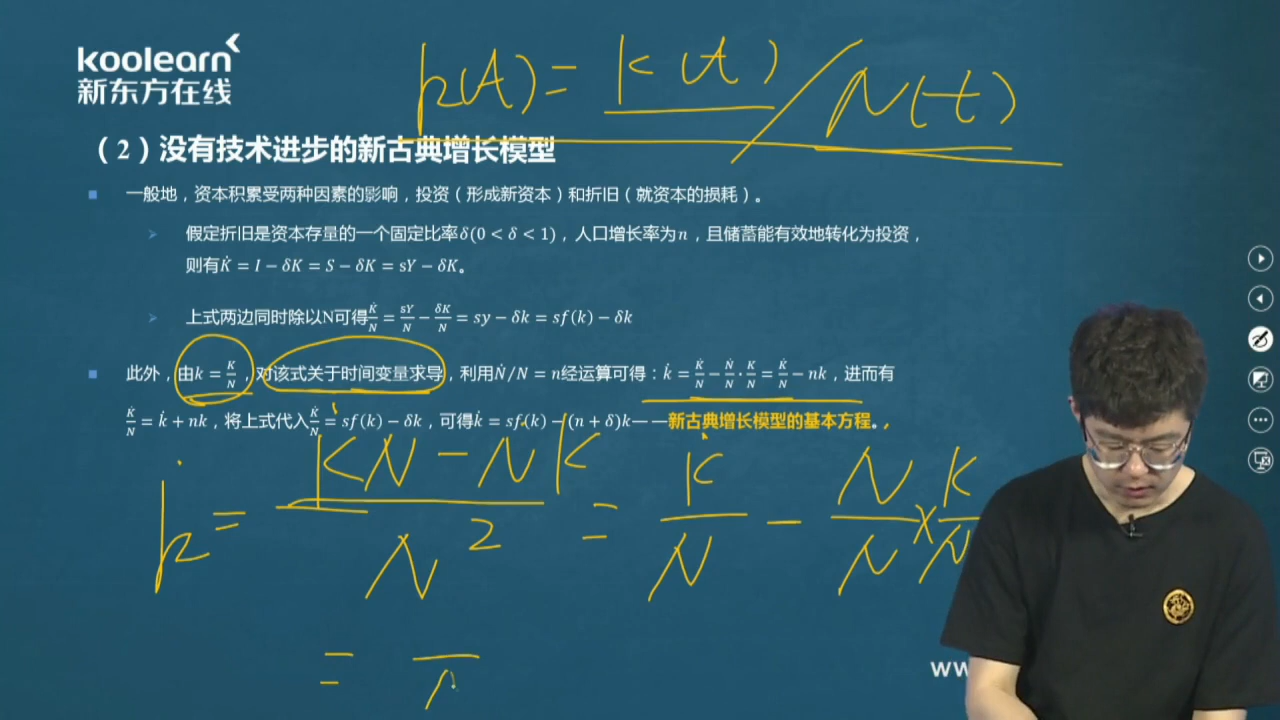 koolearn
新东方在线
k(t) = K(t) / N(t)
（2）没有技术进步的新古典增长模型
一般地，资本积累受两种因素的影响，投资（形成新资本）和折旧（就资本的损耗）。
假定折旧是资本存量的一个固定比率δ(0 < δ < 1)，人口增长率为n，且储蓄能有效地转化为投资，
则有K̇ = I − δK = S − δK = sY − δK。
上式两边同时除以N可得K̇/N = sY/N − δK/N = sy − δk = sf(k) − δk
此外，由k = K/N，对该式关于时间变量求导，利用Ṅ/N = n经运算可得：k̇ = K̇/N − Ṅ/N · K/N = K̇/N − nk，进而有
K̇/N = k̇ + nk，将上式代入K̇/N = sf(k) − δk，可得k̇ = sf(k) − (n + δ)k——新古典增长模型的基本方程。
k̇ = K̇N − ṄK / N² = K̇/N − Ṅ/N × K/N
=